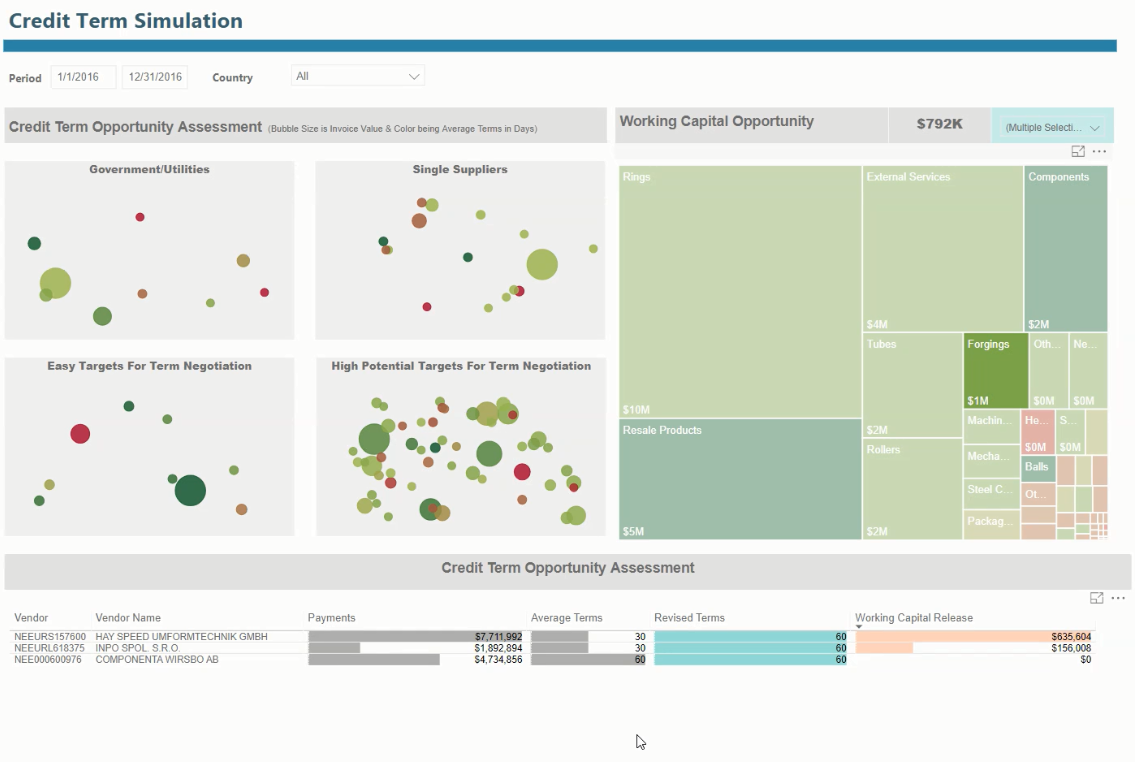 Credit Term Simulation
Period 1/1/2016 12/31/2016 Country All
Credit Term Opportunity Assessment (Bubble Size is Invoice Value & Color being Average Terms in Days)
Working Capital Opportunity $792K (Multiple Selecti...
Government/Utilities
Single Suppliers
Easy Targets For Term Negotiation
High Potential Targets For Term Negotiation
Rings
$10M
External Services
$4M
Components
$2M
Resale Products
$5M
Tubes
$2M
Rollers
$2M
Forgings
$1M
Oth...
$0M
Ne...
$0M
Machin...
Mecha...
Steel C...
Packag...
He...
$0M
S...
$0M
Balls
Ot...
Credit Term Opportunity Assessment
Vendor Vendor Name Payments Average Terms Revised Terms Working Capital Release
NEEURS157600 HAY SPEED UMFORMTECHNIK GMBH $7,711,992 30 60 $635,604
NEEURL618375 INPO SPOL. S.R.O. $1,892,894 30 60 $156,008
NEE000600976 COMPONENTA WIRSBO AB $4,734,856 60 60 $0